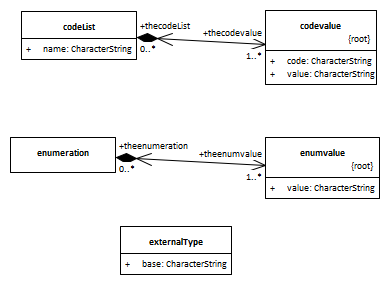 codeList
+ name: CharacterString
+thecodeList
0..*
+thecodevalue
1..*
codevalue
{root}
+ code: CharacterString
+ value: CharacterString
enumeration
+theenumeration
0..*
+theenumvalue
1..*
enumvalue
{root}
+ value: CharacterString
externalType
+ base: CharacterString